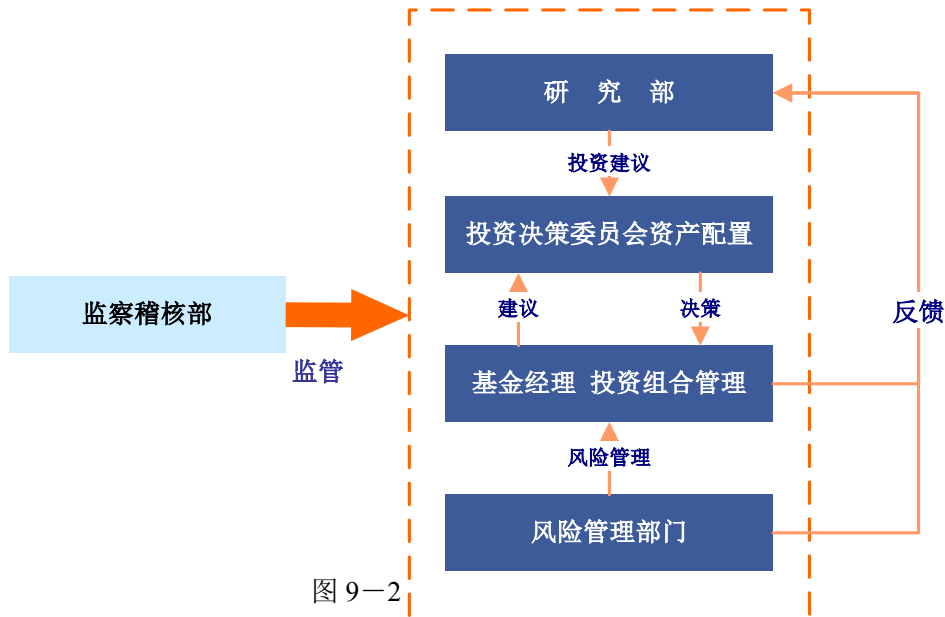 研 究 部
投资建议
投资决策委员会资产配置
建议
决策
反馈
监察稽核部
监管
基金经理 投资组合管理
风险管理
风险管理部门
图 9－2